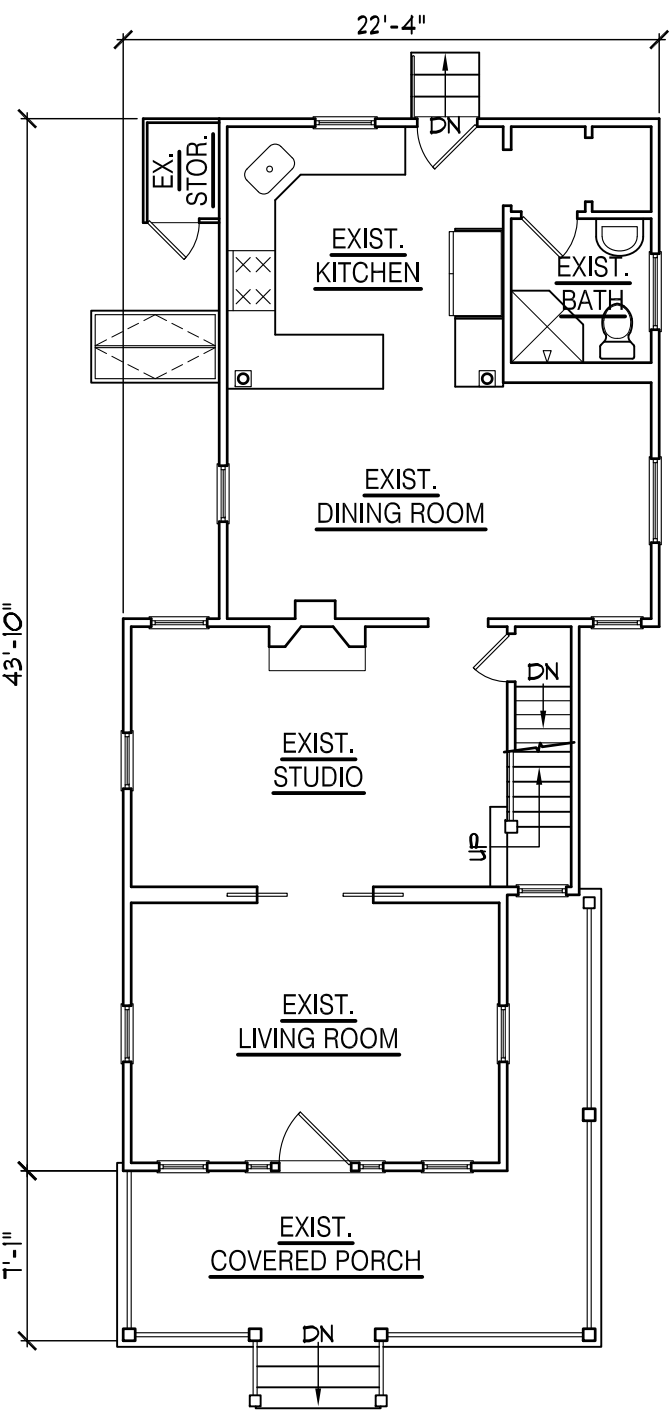 22'-4"
DN
EX.
STOR.
EXIST.
KITCHEN
EXIST.
BATH
EXIST.
DINING ROOM
43'-10"
DN
EXIST.
STUDIO
UP
EXIST.
LIVING ROOM
EXIST.
COVERED PORCH
7'-1"
DN